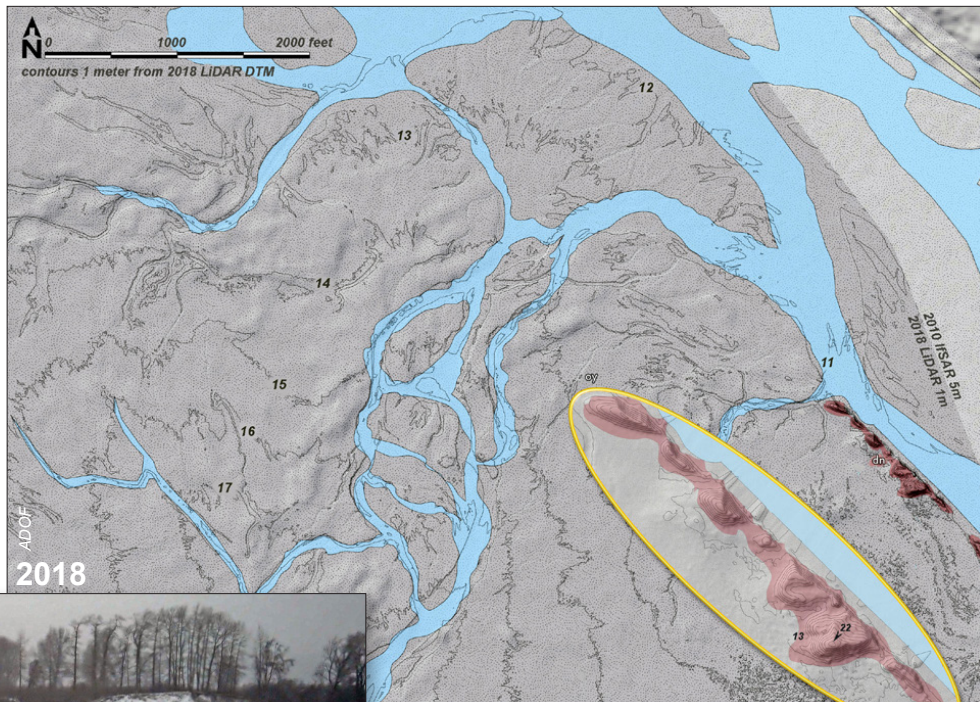 N
0 1000 2000 feet
contours 1 meter from 2018 LiDAR DTM
12
13
14
11
2010 IfSAR 5m
2018 LiDAR 1m
15
oy
16
dn
17
ADOF
2018
13
22